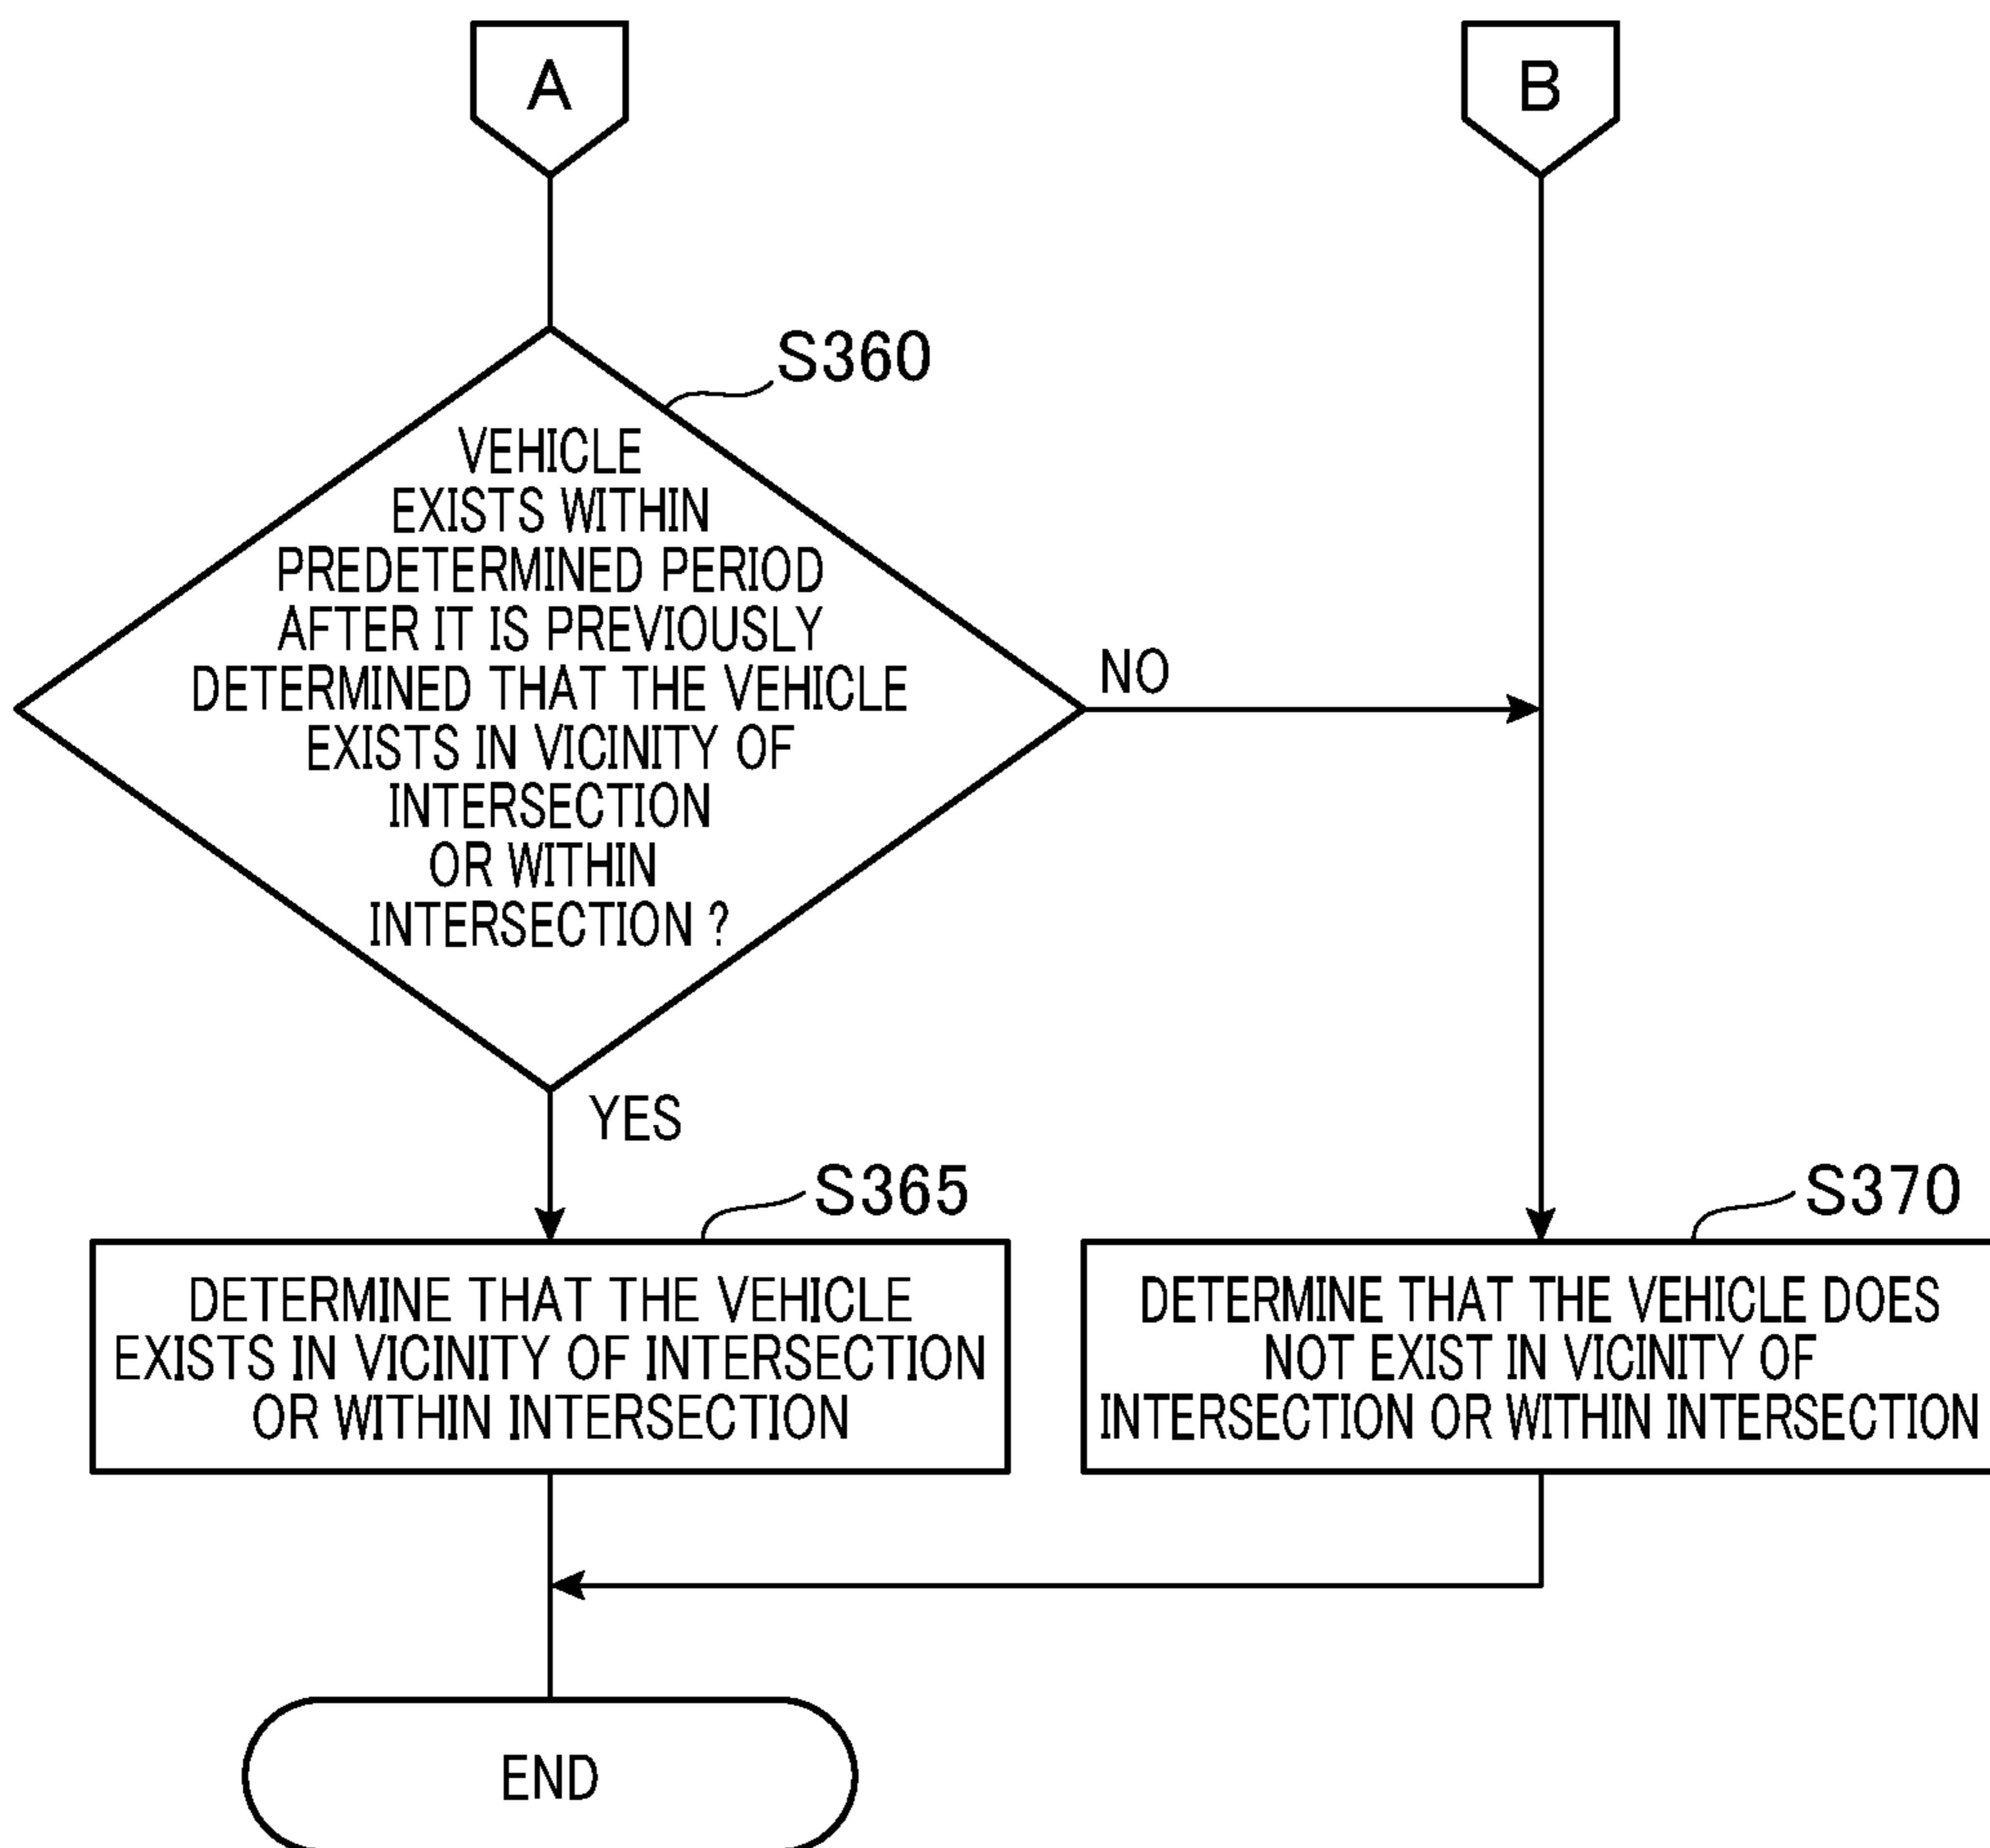 A
B
S360
VEHICLE
EXISTS WITHIN
PREDETERMINED PERIOD
AFTER IT IS PREVIOUSLY
DETERMINED THAT THE VEHICLE
EXISTS IN VICINITY OF
INTERSECTION
OR WITHIN
INTERSECTION ?
NO
YES
S365
DETERMINE THAT THE VEHICLE
EXISTS IN VICINITY OF INTERSECTION
OR WITHIN INTERSECTION
S370
DETERMINE THAT THE VEHICLE DOES
NOT EXIST IN VICINITY OF
INTERSECTION OR WITHIN INTERSECTION
END